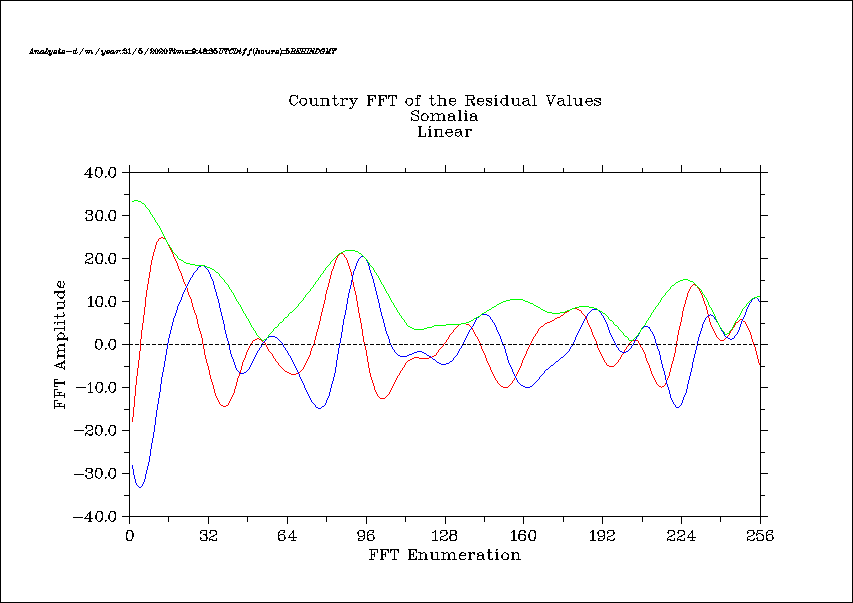 Country FFT of the Residual Values
Somalia
Linear
40.0
30.0
20.0
10.0
0.0
-10.0
-20.0
-30.0
-40.0
FFT Amplitude
0 32 64 96 128 160 192 224 256
FFT Enumeration